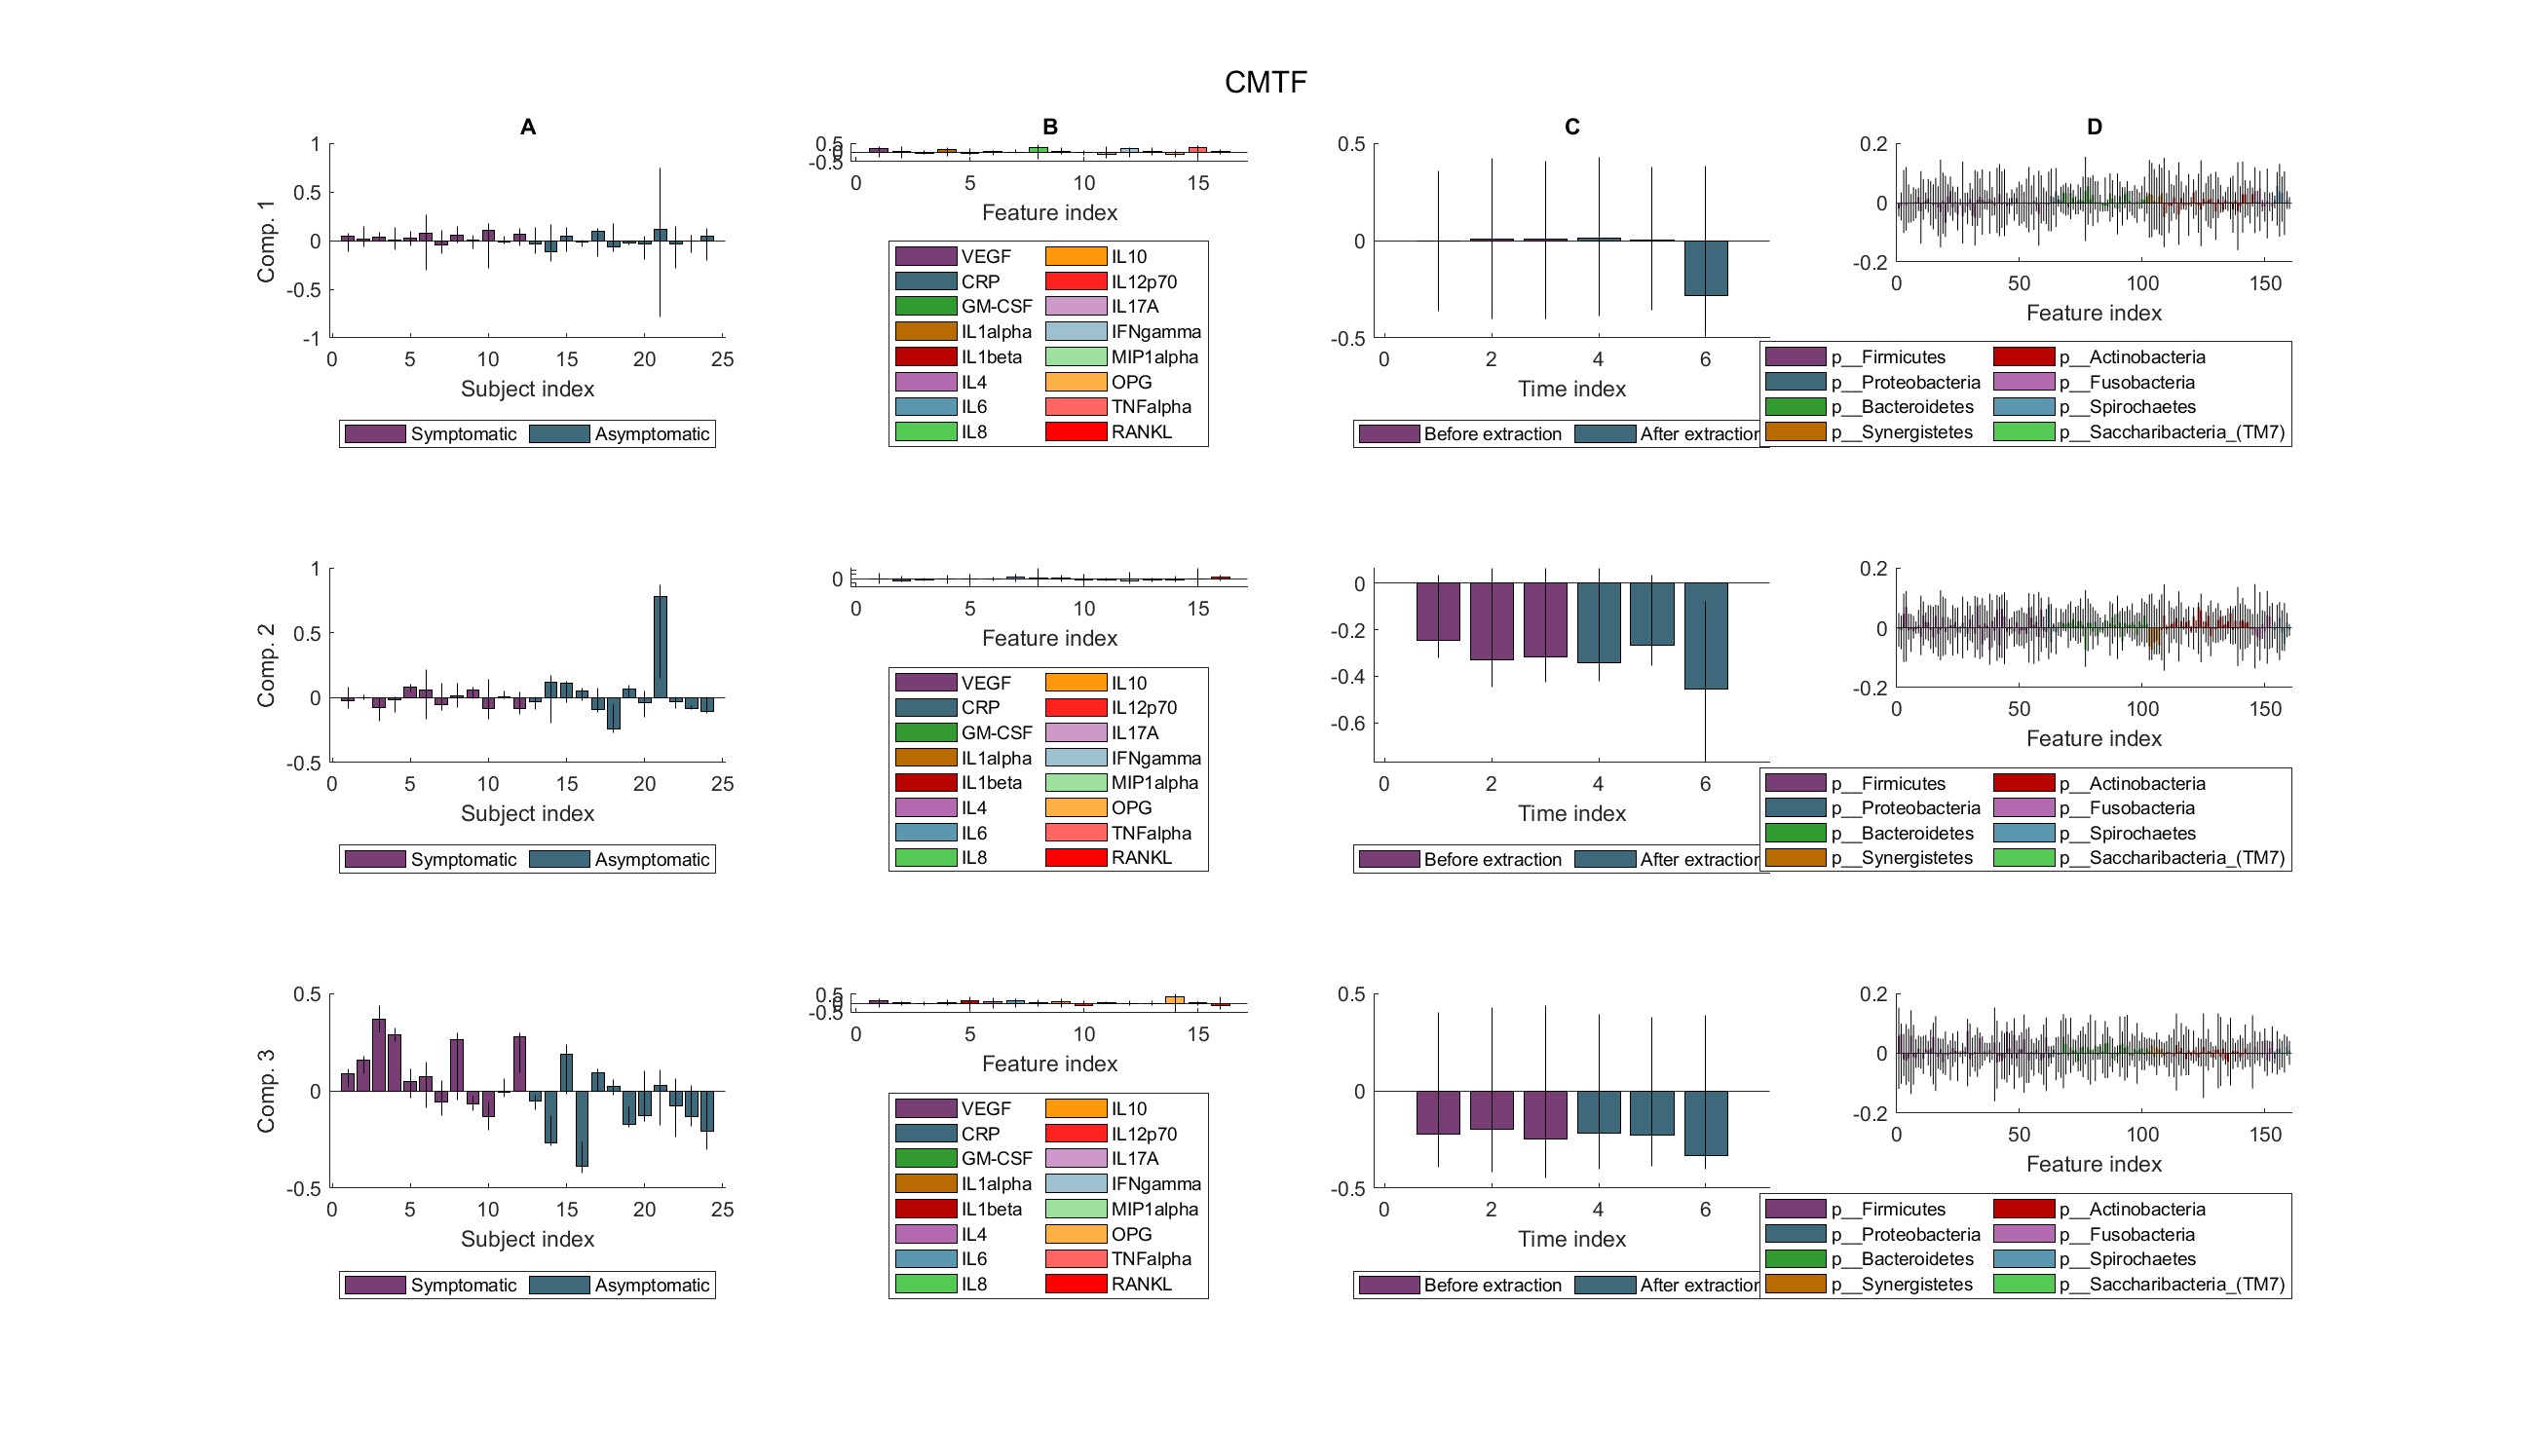 CMTF
A
B
C
D
Comp. 1
1
0.5
0
-0.5
-1
0 5 10 15 20 25
Subject index
Symptomatic Asymptomatic
0.5
0
-0.5
0 5 10 15
Feature index
VEGF IL10
CRP IL12p70
GM-CSF IL17A
IL1alpha IFNgamma
IL1beta MIP1alpha
IL4 OPG
IL6 TNFalpha
IL8 RANKL
0.5
0
-0.5
0 2 4 6
Time index
Before extraction After extraction
0.2
0
-0.2
0 50 100 150
Feature index
p__Firmicutes p__Actinobacteria
p__Proteobacteria p__Fusobacteria
p__Bacteroidetes p__Spirochaetes
p__Synergistetes p__Saccharibacteria_(TM7)
Comp. 2
1
0.5
0
-0.5
0 5 10 15 20 25
Subject index
Symptomatic Asymptomatic
0
0 5 10 15
Feature index
VEGF IL10
CRP IL12p70
GM-CSF IL17A
IL1alpha IFNgamma
IL1beta MIP1alpha
IL4 OPG
IL6 TNFalpha
IL8 RANKL
0
-0.2
-0.4
-0.6
0 2 4 6
Time index
Before extraction After extraction
0.2
0
-0.2
0 50 100 150
Feature index
p__Firmicutes p__Actinobacteria
p__Proteobacteria p__Fusobacteria
p__Bacteroidetes p__Spirochaetes
p__Synergistetes p__Saccharibacteria_(TM7)
Comp. 3
0.5
0
-0.5
0 5 10 15 20 25
Subject index
Symptomatic Asymptomatic
0.5
0
-0.5
0 5 10 15
Feature index
VEGF IL10
CRP IL12p70
GM-CSF IL17A
IL1alpha IFNgamma
IL1beta MIP1alpha
IL4 OPG
IL6 TNFalpha
IL8 RANKL
0.5
0
-0.5
0 2 4 6
Time index
Before extraction After extraction
0.2
0
-0.2
0 50 100 150
Feature index
p__Firmicutes p__Actinobacteria
p__Proteobacteria p__Fusobacteria
p__Bacteroidetes p__Spirochaetes
p__Synergistetes p__Saccharibacteria_(TM7)